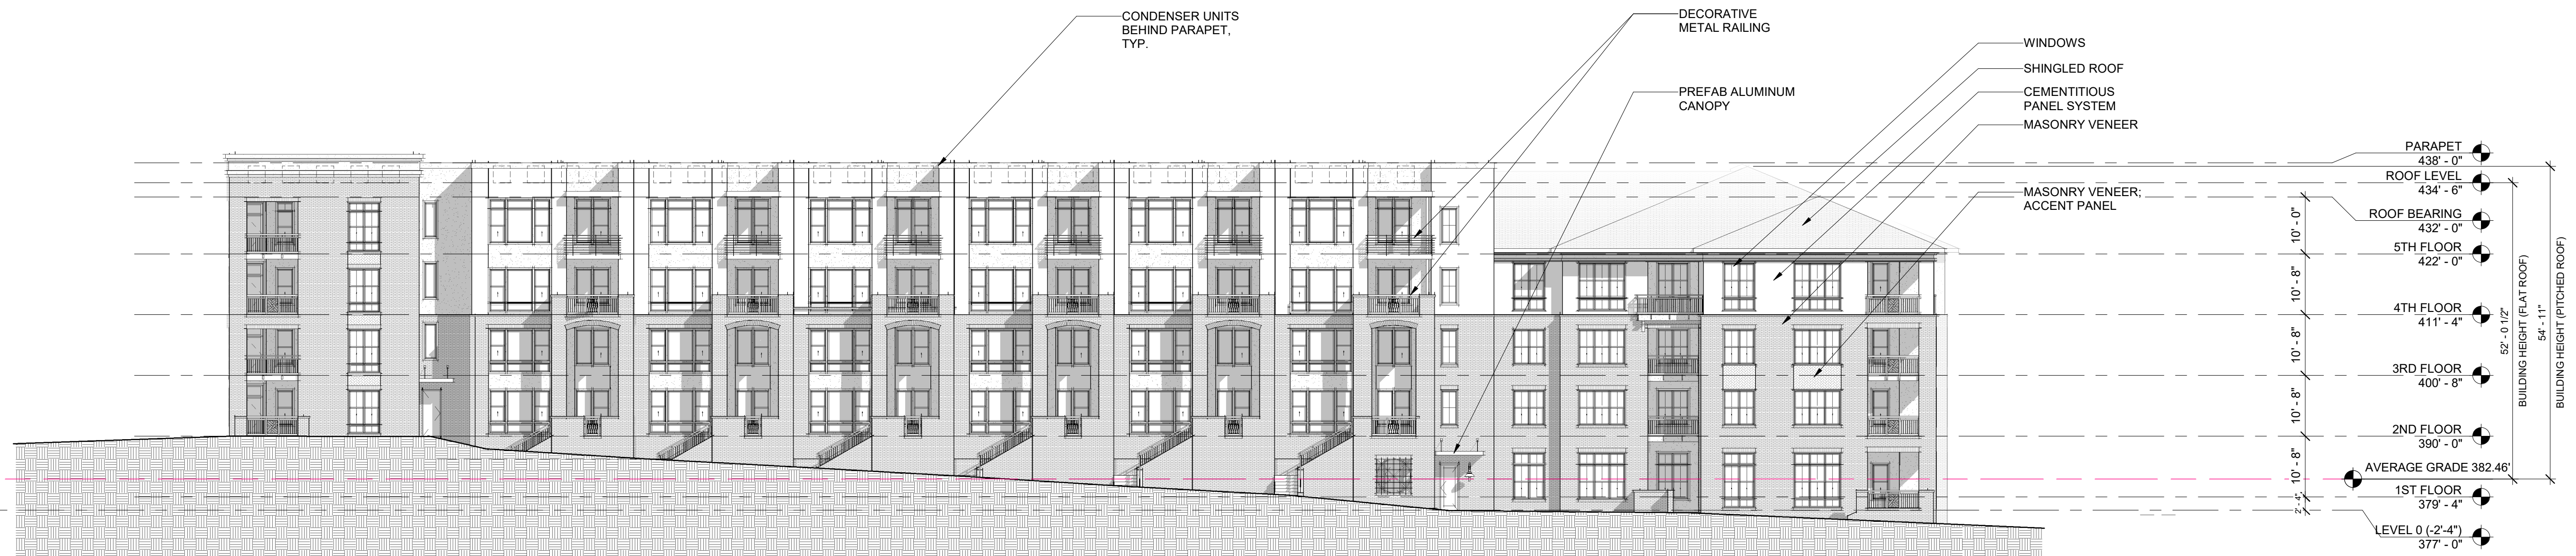 CONDENSER UNITS
BEHIND PARAPET,
TYP.
DECORATIVE
METAL RAILING
PREFAB ALUMINUM
CANOPY
WINDOWS
SHINGLED ROOF
CEMENTITIOUS
PANEL SYSTEM
MASONRY VENEER
MASONRY VENEER;
ACCENT PANEL
PARAPET
438' - 0"
ROOF LEVEL
434' - 6"
ROOF BEARING
432' - 0"
5TH FLOOR
422' - 0"
4TH FLOOR
411' - 4"
3RD FLOOR
400' - 8"
2ND FLOOR
390' - 0"
AVERAGE GRADE 382.46'
1ST FLOOR
379' - 4"
LEVEL 0 (-2'-4")
377' - 0"
10' - 0"
10' - 8"
10' - 8"
10' - 8"
10' - 8"
2' - 4"
52' - 0 1/2"
BUILDING HEIGHT (FLAT ROOF)
54' - 11"
BUILDING HEIGHT (PITCHED ROOF)